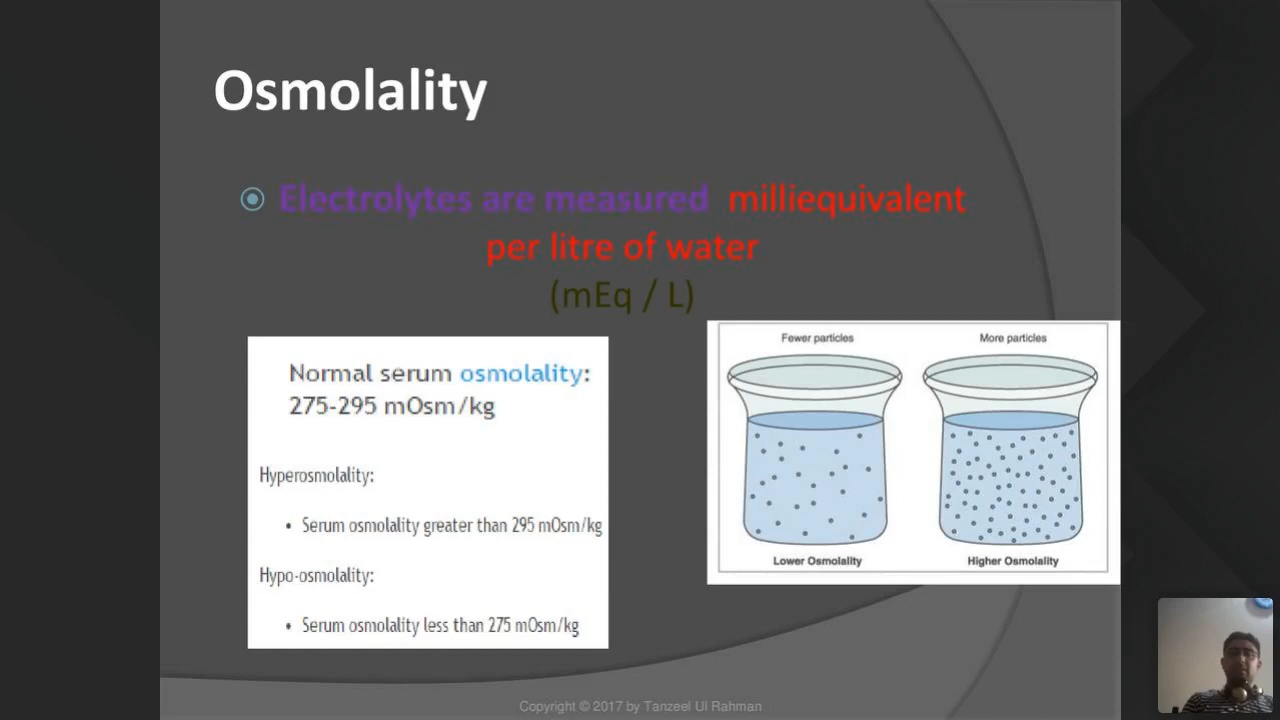 Osmolality
Electrolytes are measured milliequivalent
per litre of water
(mEq / L)
Normal serum osmolality:
275-295 mOsm/kg
Hyperosmolality:
• Serum osmolality greater than 295 mOsm/kg
Hypo-osmolality:
• Serum osmolality less than 275 mOsm/kg
Fewer particles
More particles
Lower Osmolality
Higher Osmolality
Copyright © 2017 by Tanzeel Ul Rahman